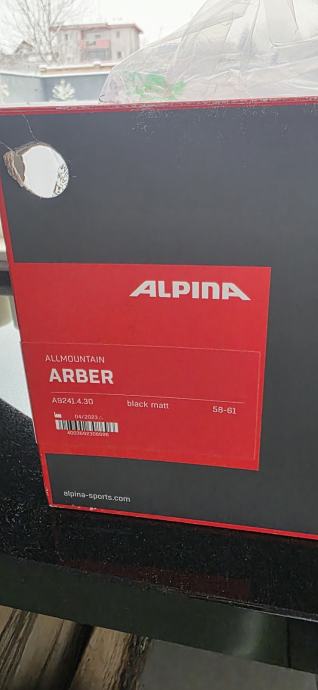 ALPINA
ALLMOUNTAIN
ARBER
A9241.4.30 black matt 58-61
04/2023
alpina-sports.com